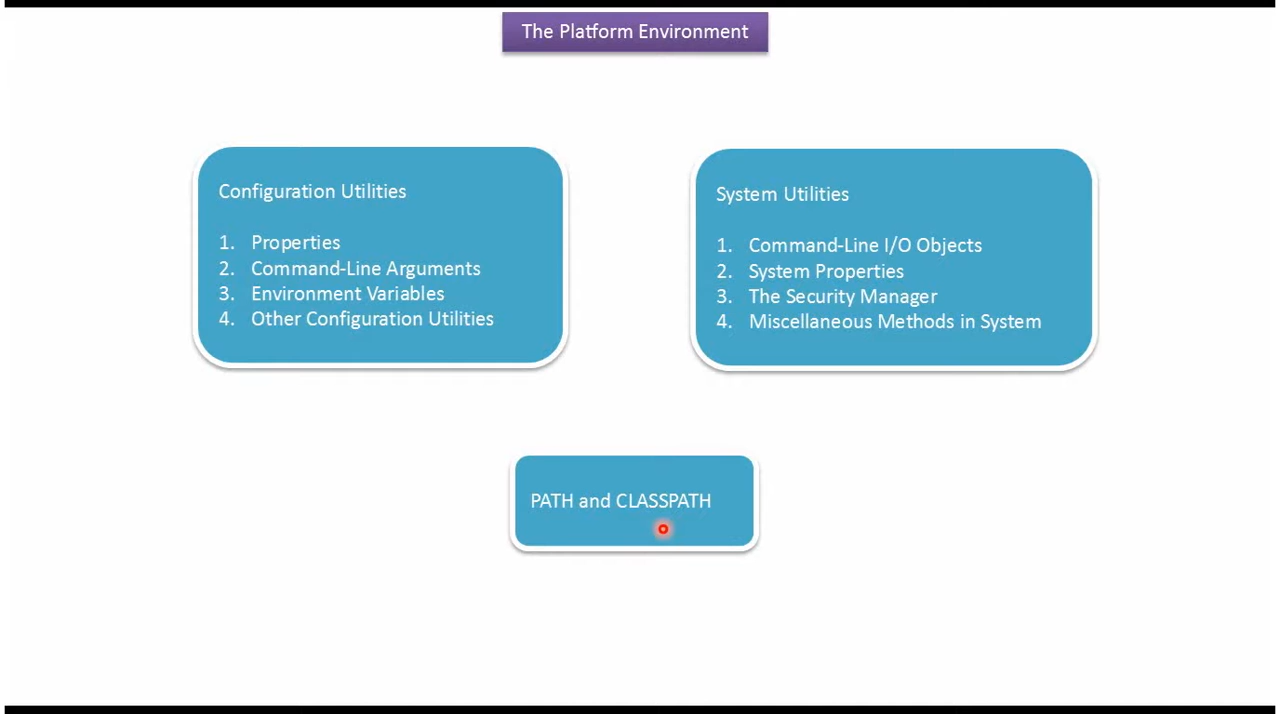 The Platform Environment
Configuration Utilities
1. Properties
2. Command-Line Arguments
3. Environment Variables
4. Other Configuration Utilities
System Utilities
1. Command-Line I/O Objects
2. System Properties
3. The Security Manager
4. Miscellaneous Methods in System
PATH and CLASSPATH